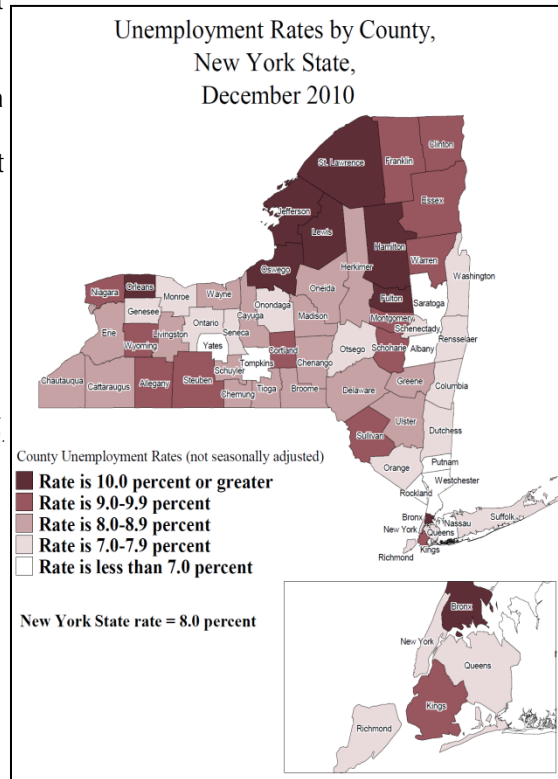 Unemployment Rates by County,
New York State,
December 2010
Clinton
Franklin
St. Lawrence
Essex
Jefferson
Lewis
Hamilton
Warren
Washington
Oswego
Herkimer
Oneida
Fulton
Saratoga
Niagara
Orleans
Monroe
Wayne
Onondaga
Genesee
Cayuga
Madison
Montgomery
Schenectady
Rensselaer
Erie
Wyoming
Livingston
Ontario
Seneca
Yates
Cortland
Otsego
Schoharie
Albany
Tompkins
Chenango
Schuyler
Chautauqua
Cattaraugus
Allegany
Steuben
Chemung
Tioga
Broome
Delaware
Greene
Columbia
Ulster
Sullivan
Dutchess
Orange
Putnam
Westchester
Rockland
Bronx
New York
Nassau
Suffolk
Queens
Kings
Richmond
County Unemployment Rates (not seasonally adjusted)
Rate is 10.0 percent or greater
Rate is 9.0-9.9 percent
Rate is 8.0-8.9 percent
Rate is 7.0-7.9 percent
Rate is less than 7.0 percent
New York State rate = 8.0 percent
Bronx
New York
Queens
Kings
Richmond